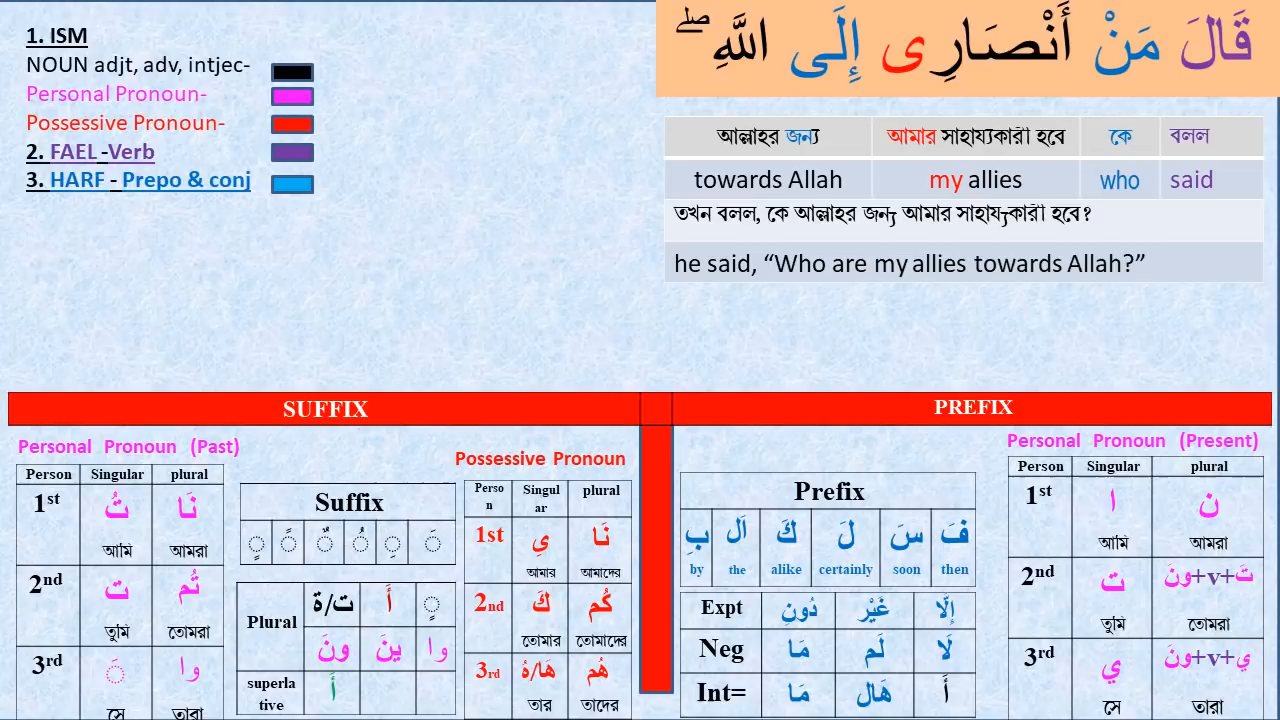 1. ISM
NOUN adjt, adv, intjec-
Personal Pronoun-
Possessive Pronoun-
2. FAEL -Verb
3. HARF - Prepo & conj
قَالَ مَنْ أَنْصَارِى إِلَى اللَّهِ ۖ
আল্লাহর জন্য আমার সাহায্যকারী হবে কে বলল
towards Allah my allies who said
তখন বলল, কে আল্লাহর জন্য আমার সাহায্যকারী হবে?
he said, “Who are my allies towards Allah?”
SUFFIX
PREFIX
Personal Pronoun (Past)
Person Singular plural
1st تُ نَا
আমি আমরা
2nd ت تُم
তুমি তোমরা
3rd ◌َ وا
সে তারা
Suffix
◌ٍ ◌ً ◌ٌ ◌ُ ◌ِ ◌َ
Plural ت/ة أَ ◌ٍ
ونَ ينَ وا
superla
tive أَ
Possessive Pronoun
Perso
n Singul
ar plural
1st يِ نَا
আমার আমাদের
2nd كَ كُم
তোমার তোমাদের
3rd هَا/هُ هُم
তার তাদের
Prefix
بِ اَل كَ لَ سَ فَ
by the alike certainly soon then
Expt دُونِ غَيْر إِلَّا
Neg مَا لَم لَا
Int= مَا هَال أَ
Personal Pronoun (Present)
Person Singular plural
1st ا ن
আমি আমরা
2nd ت تَ+v+ونَ
তুমি তোমরা
3rd ي ي+v+ونَ
সে তারা